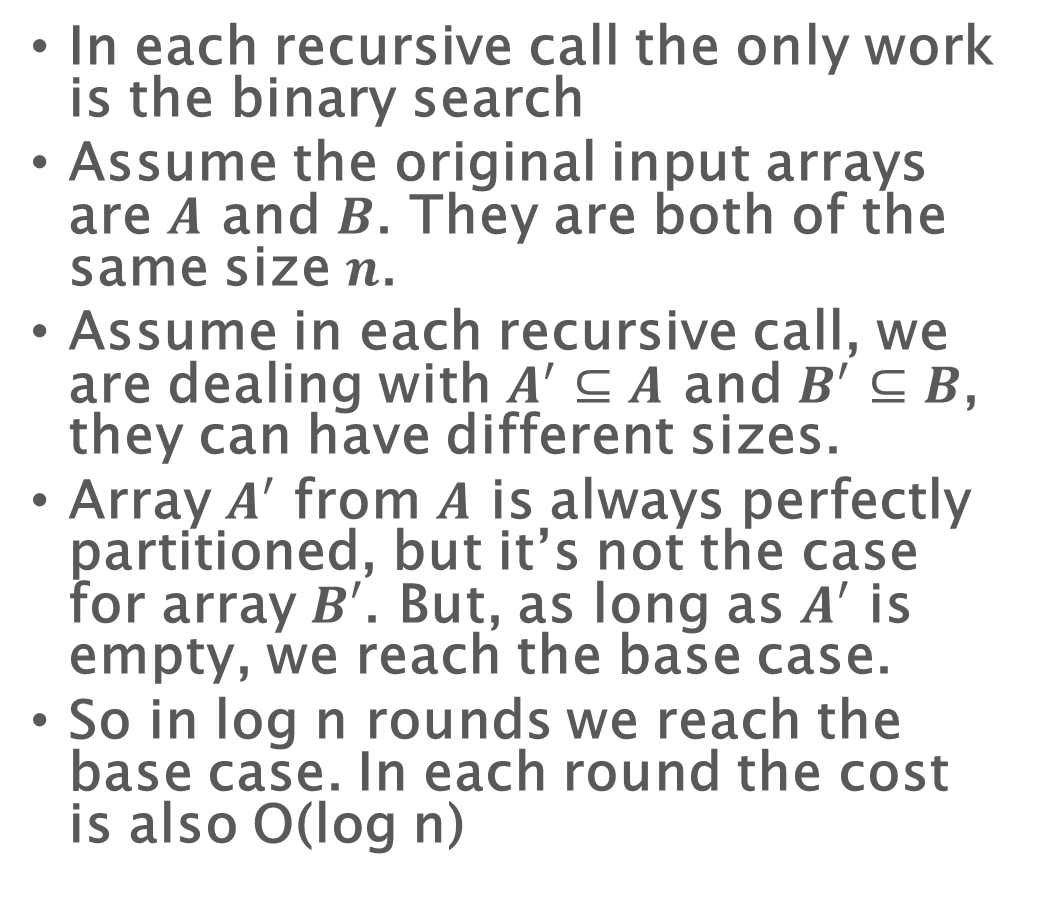 • In each recursive call the only work
is the binary search
• Assume the original input arrays
are A and B. They are both of the
same size n.
• Assume in each recursive call, we
are dealing with A′ ⊆ A and B′ ⊆ B,
they can have different sizes.
• Array A′ from A is always perfectly
partitioned, but it’s not the case
for array B′. But, as long as A′ is
empty, we reach the base case.
• So in log n rounds we reach the
base case. In each round the cost
is also O(log n)